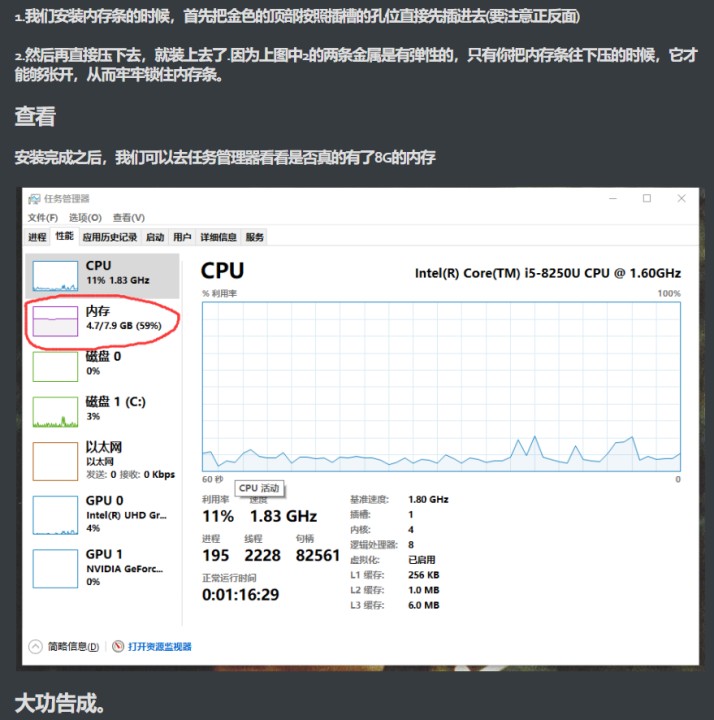 1.我们安装内存条的时候，首先把金色的顶部按照插槽的孔位直接先插进去(要注意正反面)
2.然后再直接压下去，就装上去了.因为上图中2的两条金属是有弹性的，只有你把内存条往下压的时候，它才
能够张开，从而牢牢锁住内存条。
查看
安装完成之后，我们可以去任务管理器看看是否真的有了8G的内存
任务管理器
文件(F) 选项(O) 查看(V)
进程 性能 应用历史记录 启动 用户 详细信息 服务
CPU
11% 1.83 GHz
内存
4.7/7.9 GB (59%)
磁盘 0
0%
磁盘 1 (C:)
3%
以太网
以太网
发送: 0 接收: 0 Kbps
GPU 0
Intel(R) UHD Gr...
4%
GPU 1
NVIDIA GeForc...
0%
CPU
Intel(R) Core(TM) i5-8250U CPU @ 1.60GHz
% 利用率
100%
60 秒
0
CPU 活动
利用率 速度
11% 1.83 GHz
进程 线程 句柄
195 2228 82561
正常运行时间
0:01:16:29
基准速度: 1.80 GHz
插槽: 1
内核: 4
逻辑处理器: 8
虚拟化: 已启用
L1 缓存: 256 KB
L2 缓存: 1.0 MB
L3 缓存: 6.0 MB
简略信息(D) 打开资源监视器
大功告成。